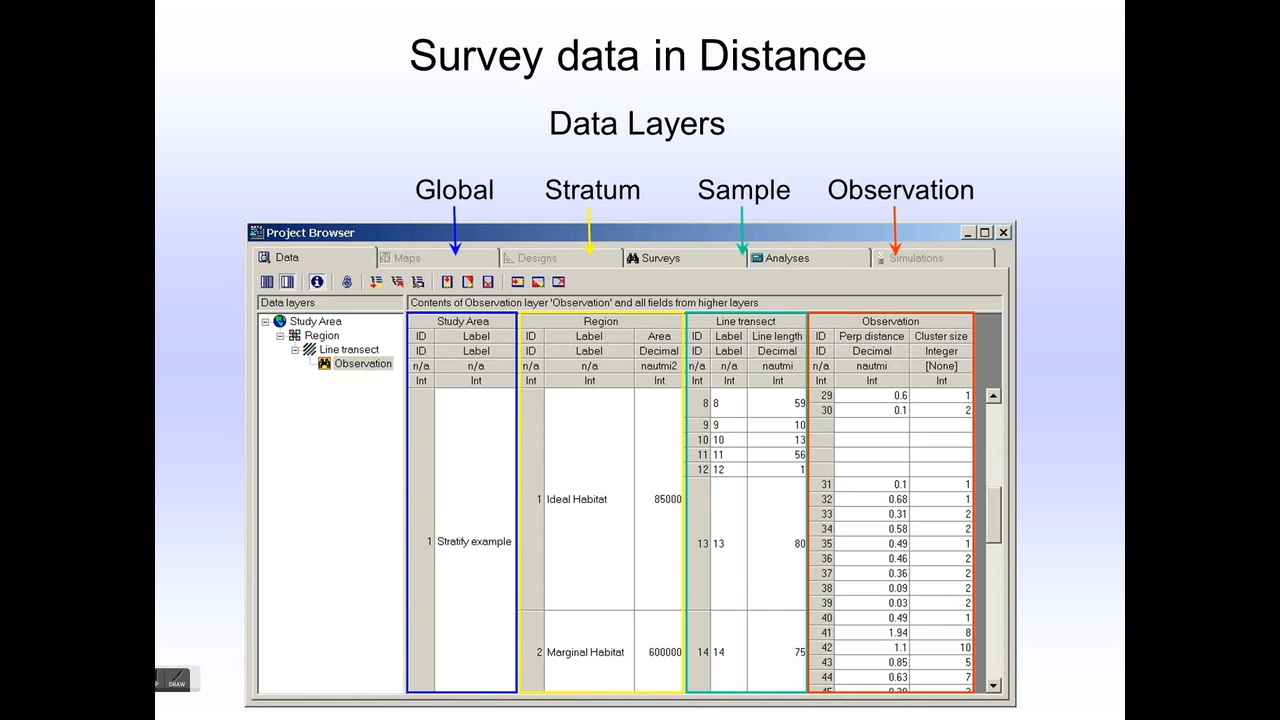 Survey data in Distance
Data Layers
Global Stratum Sample Observation
Project Browser
Data Maps Designs Surveys Analyses Simulations
Data layers Contents of Observation layer 'Observation' and all fields from higher layers
Study Area
Region
Line transect
Observation
Study Area Region Line transect Observation
ID Label ID Label Area ID Label Line length ID Perp distance Cluster size
ID Label ID Label Decimal ID Label Decimal ID Decimal Integer
n/a n/a n/a n/a nautmi2 n/a n/a nautmi n/a nautmi [None]
Int Int Int Int Int Int Int Int Int Int Int
29 0.6 1
8 8 59
30 0.1 2
9 9 10
10 10 13
11 11 56
12 12 1
31 0.1 1
32 0.68 1
1 Ideal Habitat 85000
33 0.31 2
34 0.58 2
1 Stratify example
13 13 80
35 0.49 1
36 0.46 2
37 0.36 2
38 0.09 2
39 0.03 2
40 0.49 1
41 1.94 8
42 1.1 10
2 Marginal Habitat 600000 14 14 75
43 0.85 5
44 0.63 7
DRAW